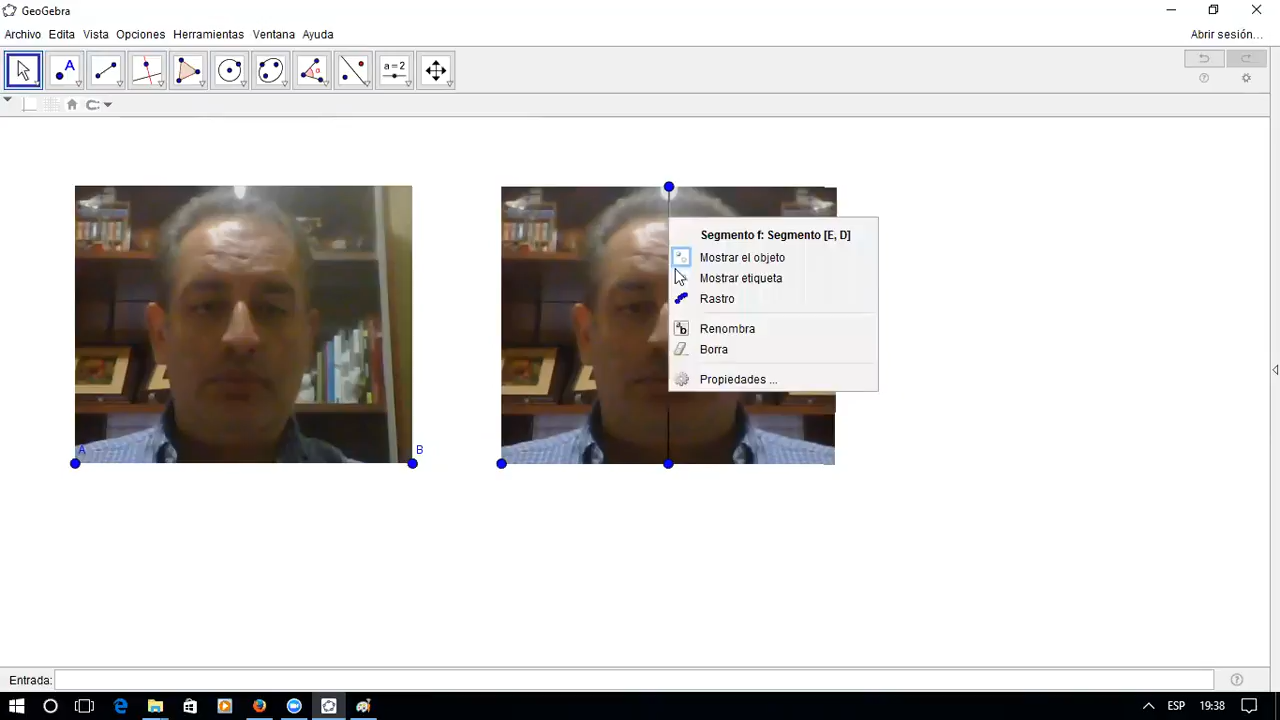 GeoGebra
Archivo Edita Vista Opciones Herramientas Ventana Ayuda
Abrir sesión...
A
a=2
Segmento f: Segmento [E, D]
Mostrar el objeto
Mostrar etiqueta
Rastro
Renombra
Borra
Propiedades ...
A
B
Entrada:
ESP
19:38